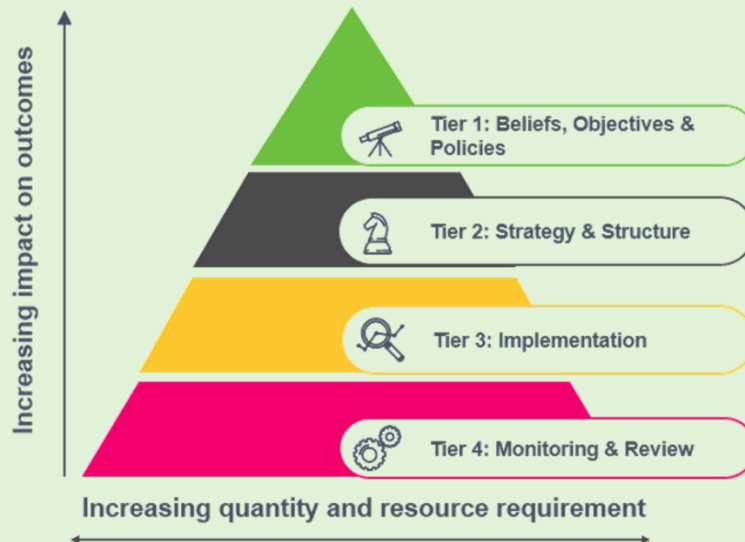 Increasing impact on outcomes
Tier 1: Beliefs, Objectives &
Policies
Tier 2: Strategy & Structure
Tier 3: Implementation
Tier 4: Monitoring & Review
Increasing quantity and resource requirement